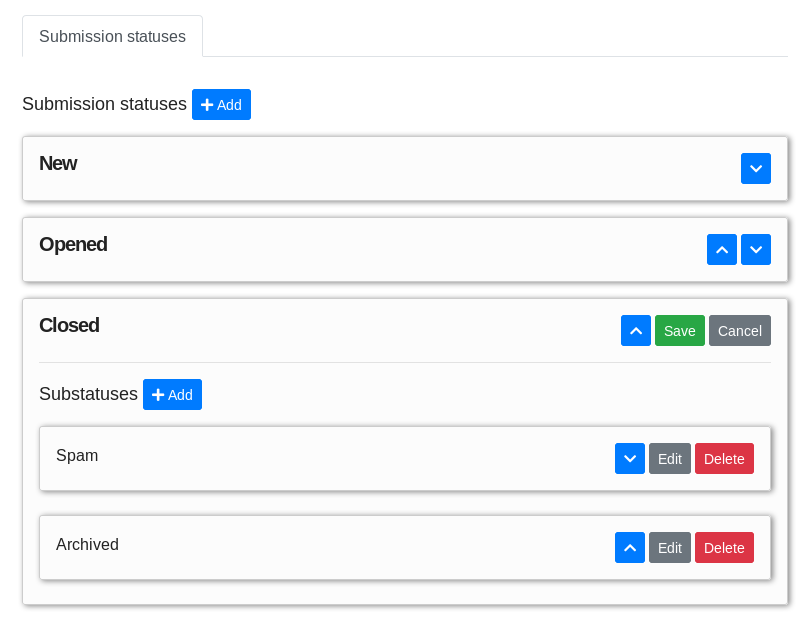 Submission statuses
Submission statuses Add
New
Opened
Closed Save Cancel
Substatuses Add
Spam Edit Delete
Archived Edit Delete